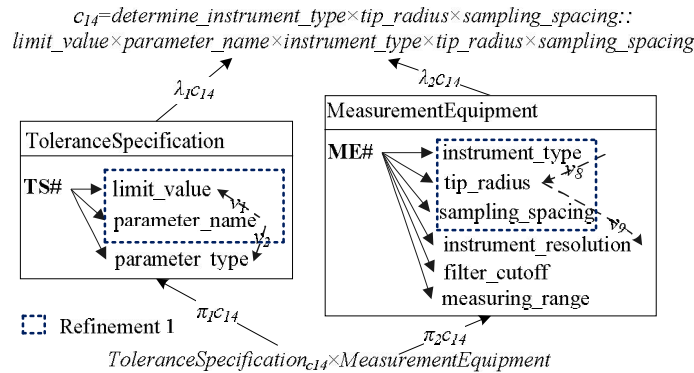 c14=determine_instrument_type×tip_radius×sampling_spacing::
limit_value×parameter_name×instrument_type×tip_radius×sampling_spacing
λ1c14
λ2c14
ToleranceSpecification
TS#
limit_value
parameter_name
parameter_type
v1
v2
MeasurementEquipment
ME#
instrument_type
tip_radius
sampling_spacing
instrument_resolution
filter_cutoff
measuring_range
v8
v9
π1c14
π2c14
Refinement 1
ToleranceSpecificationc14×MeasurementEquipment